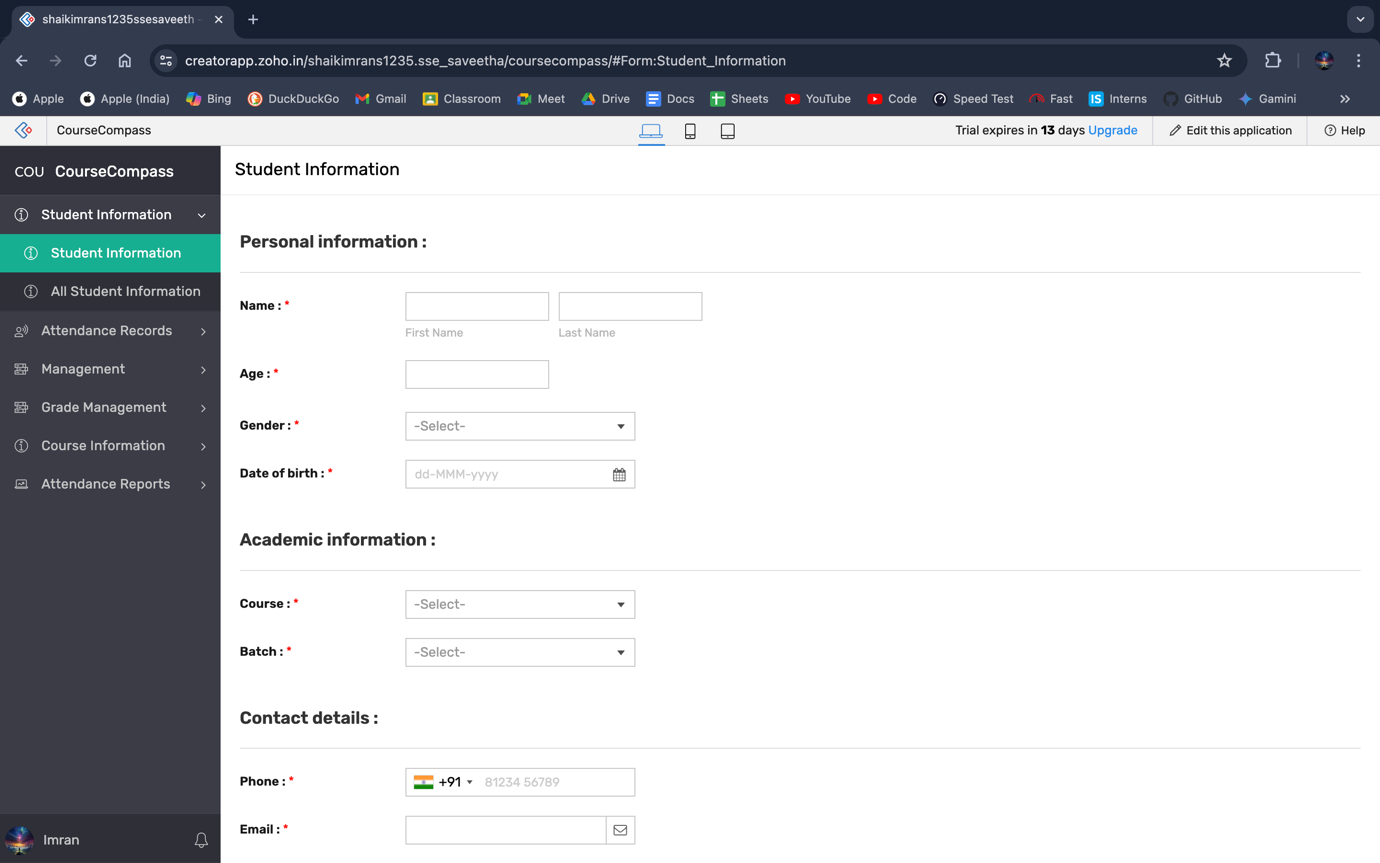 shaikimrans1235ssesaveeth
creatorapp.zoho.in/shaikimrans1235.sse_saveetha/coursecompass/#Form:Student_Information
Apple Apple (India) Bing DuckDuckGo Gmail Classroom Meet Drive Docs Sheets YouTube Code Speed Test Fast IS Interns GitHub Gamini
CourseCompass Trial expires in 13 days Upgrade Edit this application Help
COU CourseCompass
Student Information
Student Information
All Student Information
Attendance Records
Management
Grade Management
Course Information
Attendance Reports
Imran
Student Information
Personal information :
Name : *
First Name Last Name
Age : *
Gender : * -Select-
Date of birth : * dd-MMM-yyyy
Academic information :
Course : * -Select-
Batch : * -Select-
Contact details :
Phone : * +91 81234 56789
Email : *